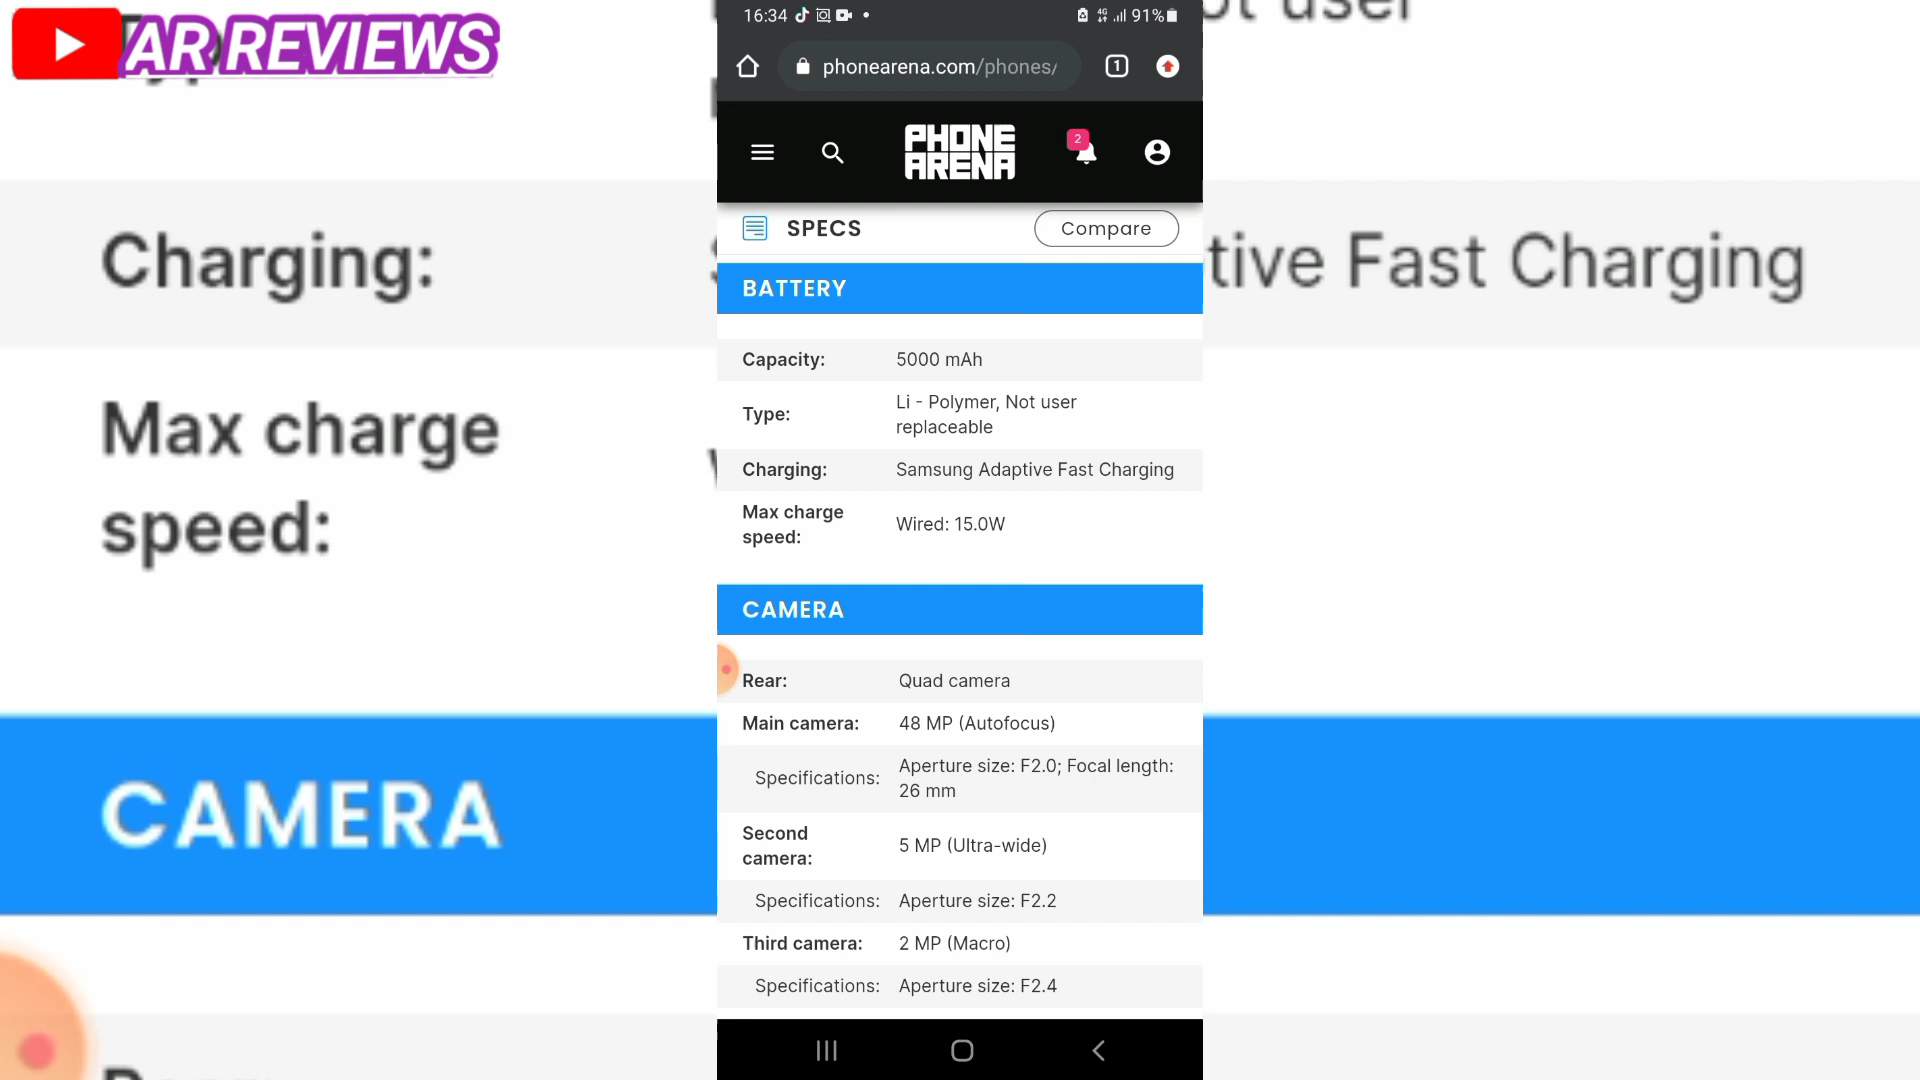 AR REVIEWS
16:34
4G
91%
phonearena.com/phones/
1
PHONE
ARENA
2
SPECS
Compare
BATTERY
Capacity: 5000 mAh
Type: Li - Polymer, Not user
replaceable
Charging: Samsung Adaptive Fast Charging
Max charge
speed: Wired: 15.0W
CAMERA
Rear: Quad camera
Main camera: 48 MP (Autofocus)
Specifications: Aperture size: F2.0; Focal length:
26 mm
Second
camera: 5 MP (Ultra-wide)
Specifications: Aperture size: F2.2
Third camera: 2 MP (Macro)
Specifications: Aperture size: F2.4
ot user
Charging: tive Fast Charging
Max charge
speed:
CAMERA